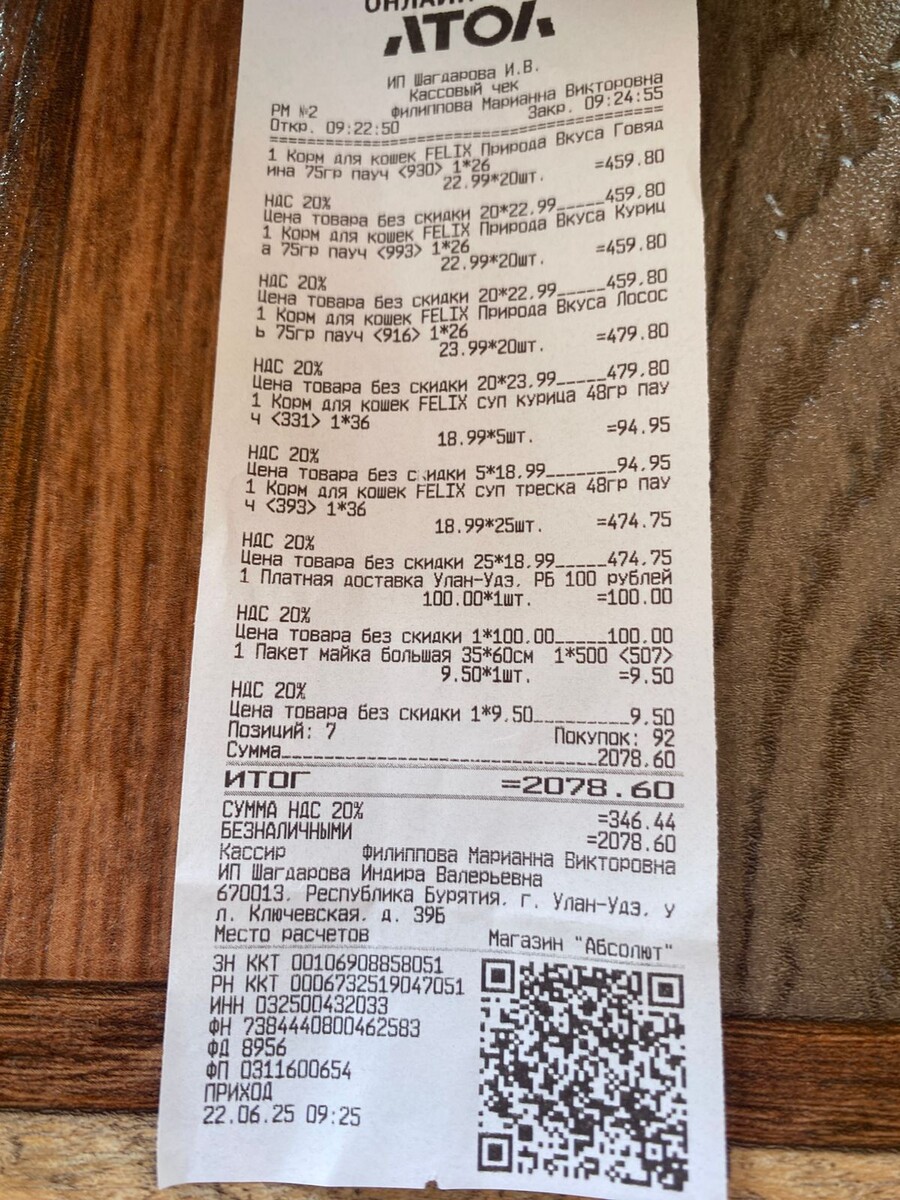 ОНЛАЙН
АТОЛ
ИП Шагдарова И.В.
Кассовый чек
РМ №2 Филиппова Марианна Викторовна
Откр. 09:22:50 Закр. 09:24:55
1 Корм для кошек FELIX Природа Вкуса Говяд
ина 75гр пауч <930> 1*26
22.99*20шт. =459.80
НДС 20%
Цена товара без скидки 20*22.99_____459.80
1 Корм для кошек FELIX Природа Вкуса Куриц
а 75гр пауч <993> 1*26
22.99*20шт. =459.80
НДС 20%
Цена товара без скидки 20*22.99_____459.80
1 Корм для кошек FELIX Природа Вкуса Лосос
ь 75гр пауч <916> 1*26
23.99*20шт. =479.80
НДС 20%
Цена товара без скидки 20*23.99_____479.80
1 Корм для кошек FELIX суп курица 48гр пау
ч <331> 1*36
18.99*5шт. =94.95
НДС 20%
Цена товара без скидки 5*18.99_______94.95
1 Корм для кошек FELIX суп треска 48гр пау
ч <393> 1*36
18.99*25шт. =474.75
НДС 20%
Цена товара без скидки 25*18.99_____474.75
1 Платная доставка Улан-Удэ, РБ 100 рублей
100.00*1шт. =100.00
НДС 20%
Цена товара без скидки 1*100.00_____100.00
1 Пакет майка большая 35*60см 1*500 <507>
9.50*1шт. =9.50
НДС 20%
Цена товара без скидки 1*9.50_________9.50
Позиций: 7 Покупок: 92
Сумма______________________________2078.60
ИТОГ =2078.60
СУММА НДС 20% =346.44
БЕЗНАЛИЧНЫМИ =2078.60
Кассир Филиппова Марианна Викторовна
ИП Шагдарова Индира Валерьевна
670013, Республика Бурятия, г. Улан-Удэ, у
л. Ключевская, д. 39Б
Место расчетов Магазин "Абсолют"
ЗН ККТ 00106908858051
РН ККТ 0006732519047051
ИНН 032500432033
ФН 7384440800462583
ФД 8956
ФП 0311600654
ПРИХОД
22.06.25 09:25